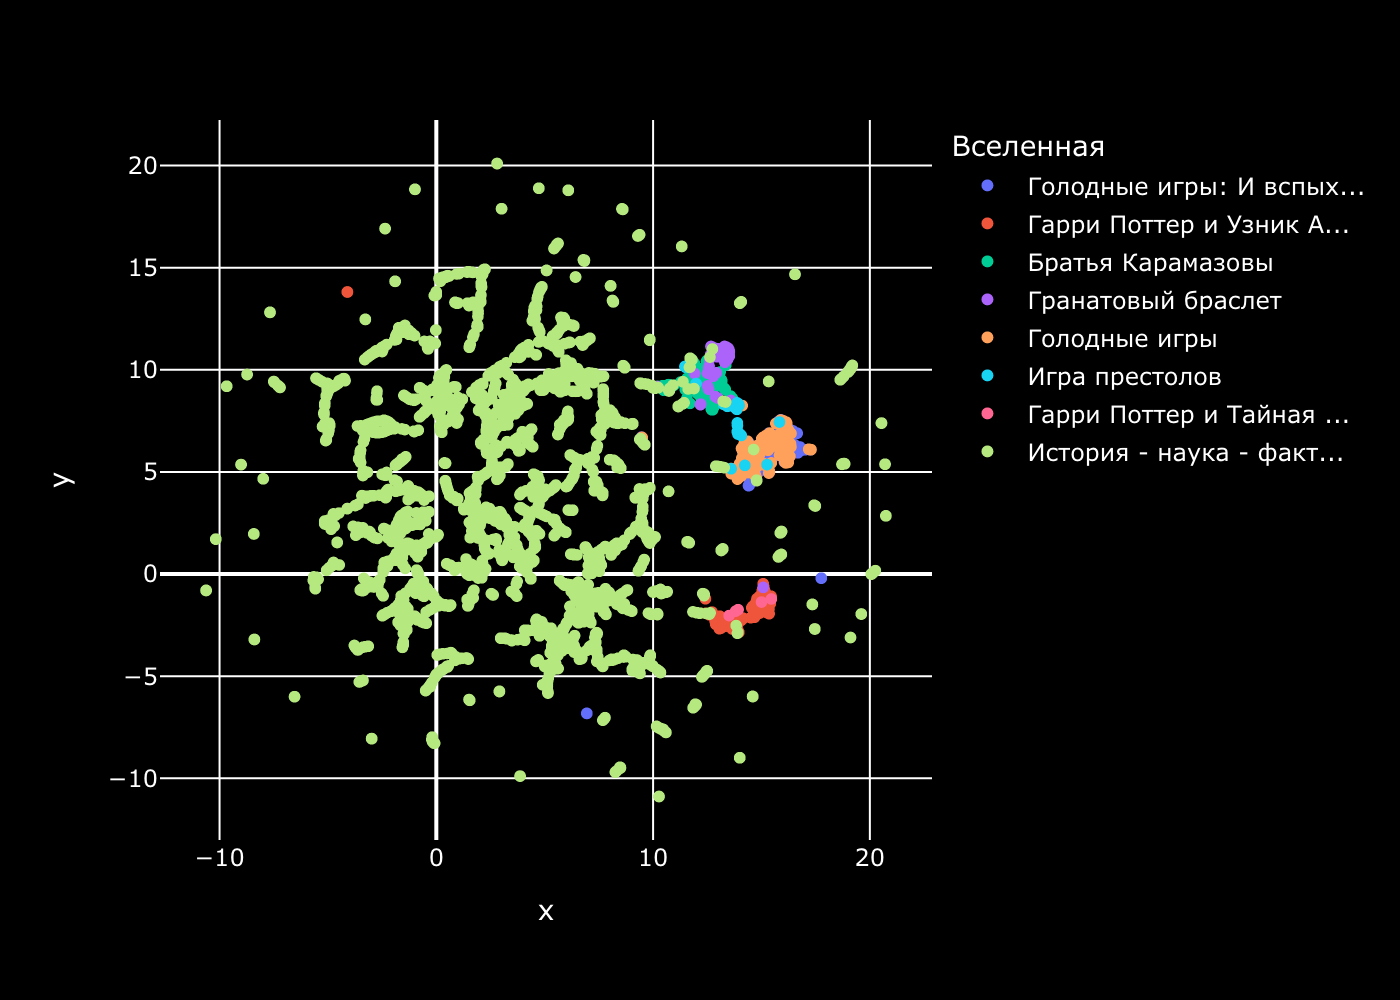 Вселенная
Голодные игры: И вспых...
Гарри Поттер и Узник А...
Братья Карамазовы
Гранатовый браслет
Голодные игры
Игра престолов
Гарри Поттер и Тайная ...
История - наука - факт...
20
15
10
5
0
−5
−10
y
−10 0 10 20
x